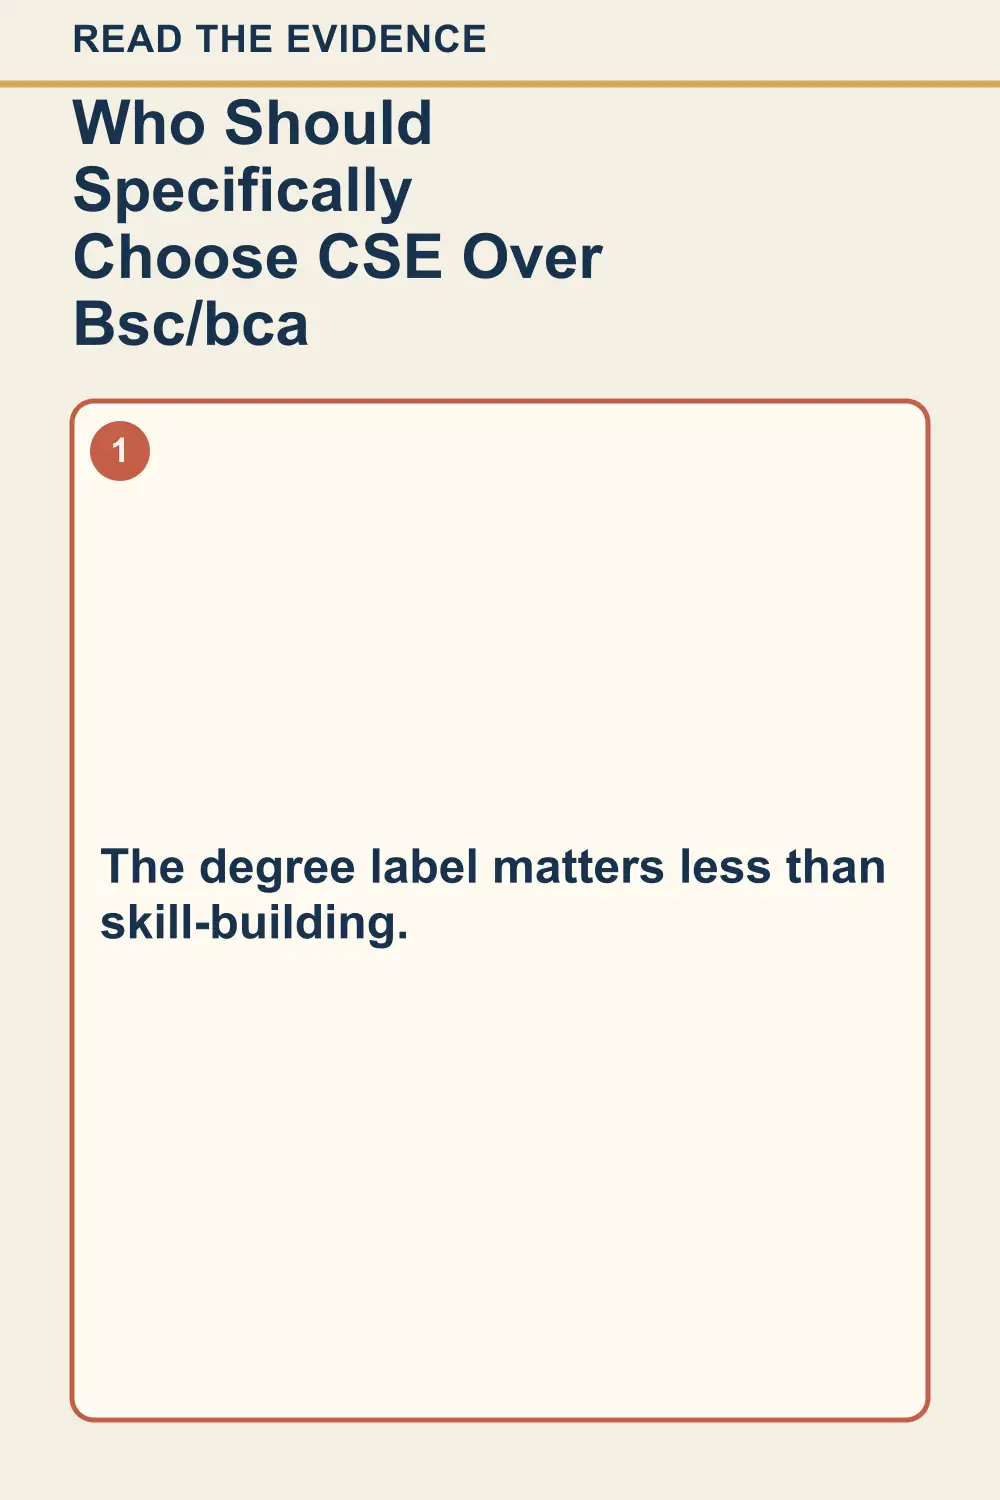 READ THE EVIDENCE
Who Should
Specifically
Choose CSE Over
Bsc/bca
1
The degree label matters less than
skill-building.